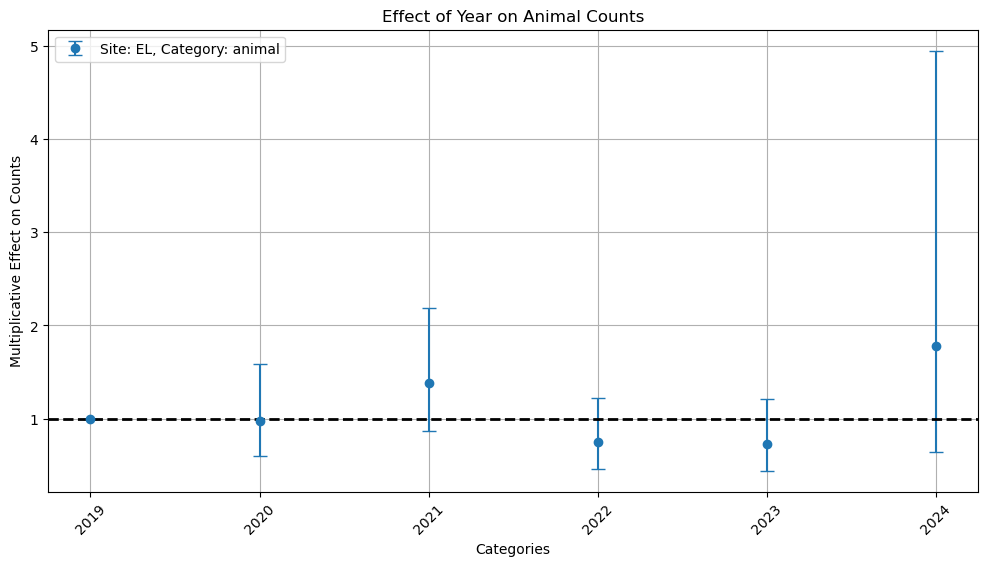 Effect of Year on Animal Counts
Site: EL, Category: animal
Multiplicative Effect on Counts
5
4
3
2
1
2019
2020
2021
2022
2023
2024
Categories